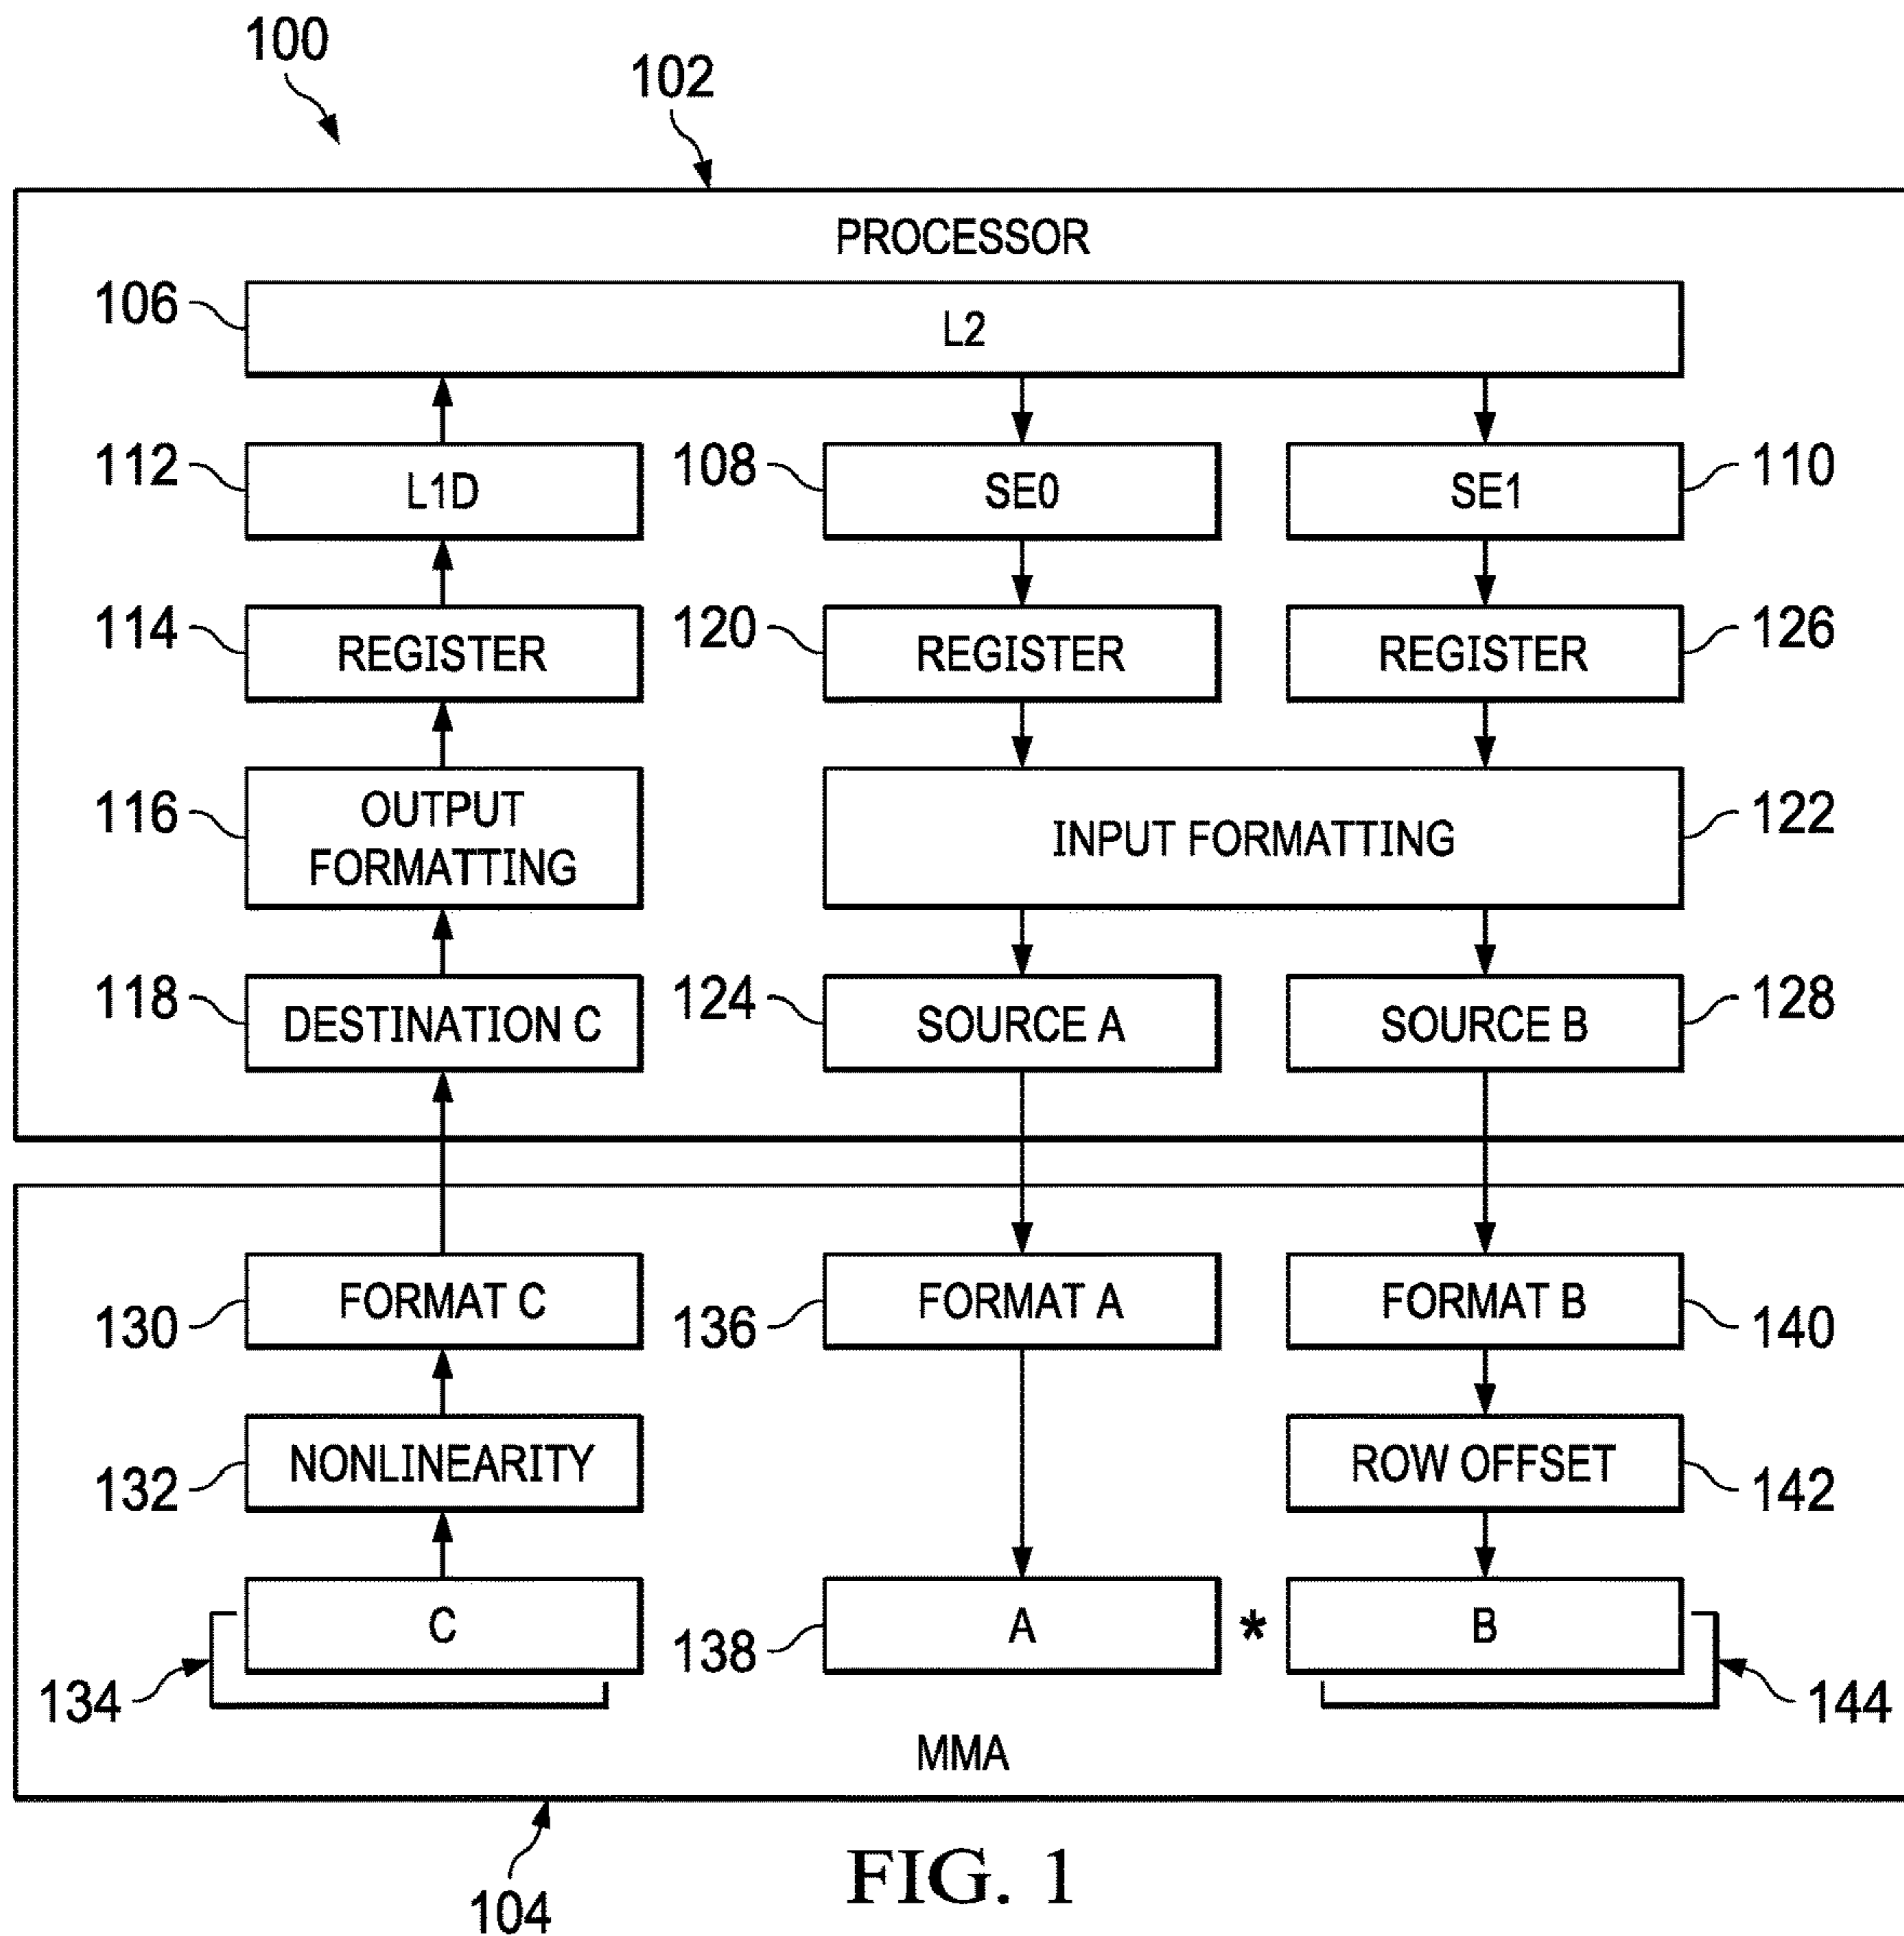 100
102
PROCESSOR
106
L2
112
L1D
108
SE0
SE1
110
114
REGISTER
120
REGISTER
REGISTER
126
116
OUTPUT
FORMATTING
INPUT FORMATTING
122
118
DESTINATION C
124
SOURCE A
SOURCE B
128
130
FORMAT C
136
FORMAT A
FORMAT B
140
132
NONLINEARITY
ROW OFFSET
142
134
C
138
A
*
B
144
MMA
104
FIG. 1